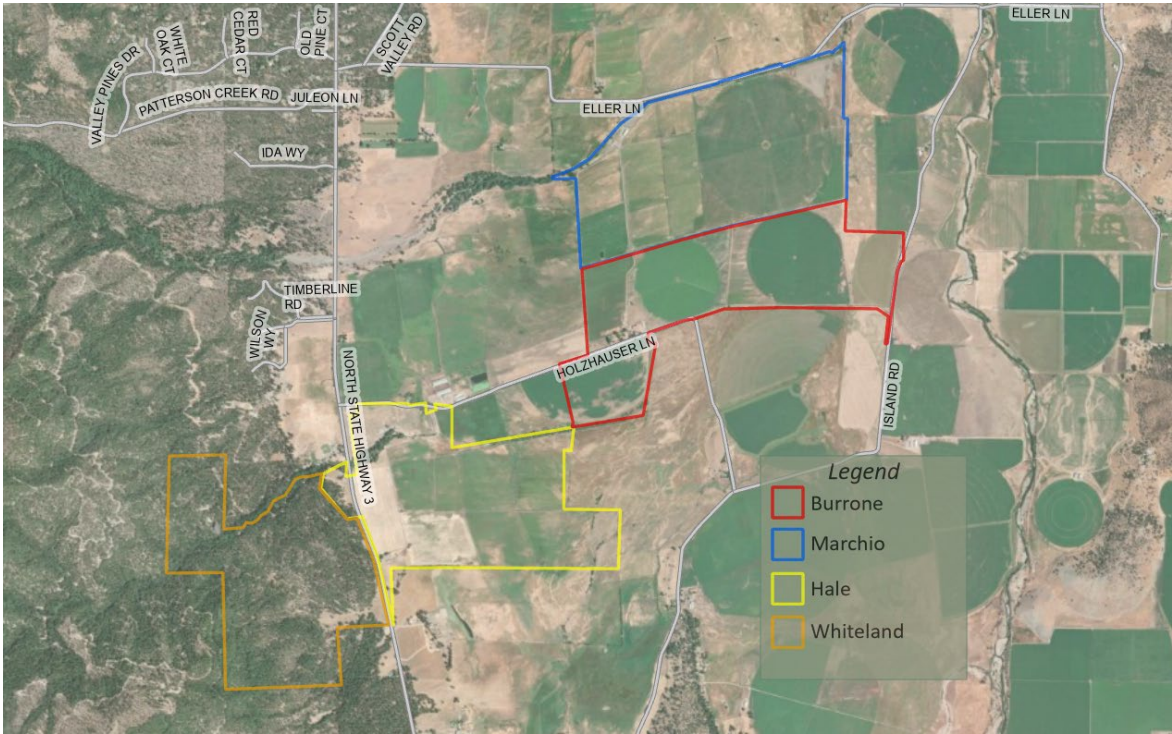 ELLER LN
SCOTT
VALLEY RD
OLD
PINE CT
RED
CEDAR CT
WHITE
OAK CT
VALLEY PINES DR
PATTERSON CREEK RD
JULEON LN
ELLER LN
IDA WY
TIMBERLINE
RD
WILSON
WY
HOLZHAUSER LN
NORTH STATE HIGHWAY 3
ISLAND RD
Legend
Burrone
Marchio
Hale
Whiteland